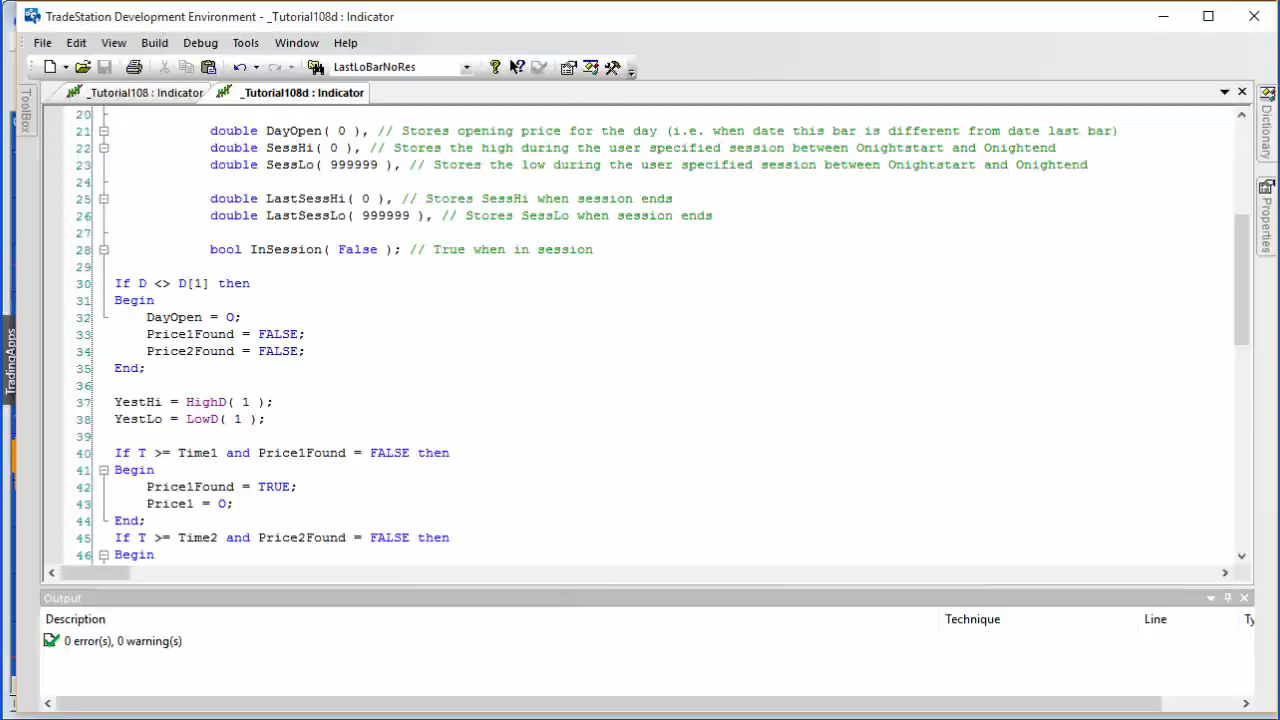 TradeStation Development Environment - _Tutorial108d : Indicator
File Edit View Build Debug Tools Window Help
LastLoBarNoRes
_Tutorial108 : Indicator _Tutorial108d : Indicator
ToolBox
TradingApps
Dictionary
Properties
20
21 double DayOpen( 0 ), // Stores opening price for the day (i.e. when date this bar is different from date last bar)
22 double SessHi( 0 ), // Stores the high during the user specified session between Onightstart and Onightend
23 double SessLo( 999999 ), // Stores the low during the user specified session between Onightstart and Onightend
24
25 double LastSessHi( 0 ), // Stores SessHi when session ends
26 double LastSessLo( 999999 ), // Stores SessLo when session ends
27
28 bool InSession( False ); // True when in session
29
30 If D <> D[1] then
31 Begin
32 DayOpen = O;
33 Price1Found = FALSE;
34 Price2Found = FALSE;
35 End;
36
37 YestHi = HighD( 1 );
38 YestLo = LowD( 1 );
39
40 If T >= Time1 and Price1Found = FALSE then
41 Begin
42 Price1Found = TRUE;
43 Price1 = O;
44 End;
45 If T >= Time2 and Price2Found = FALSE then
46 Begin
Output
Description Technique Line Ty
0 error(s), 0 warning(s)